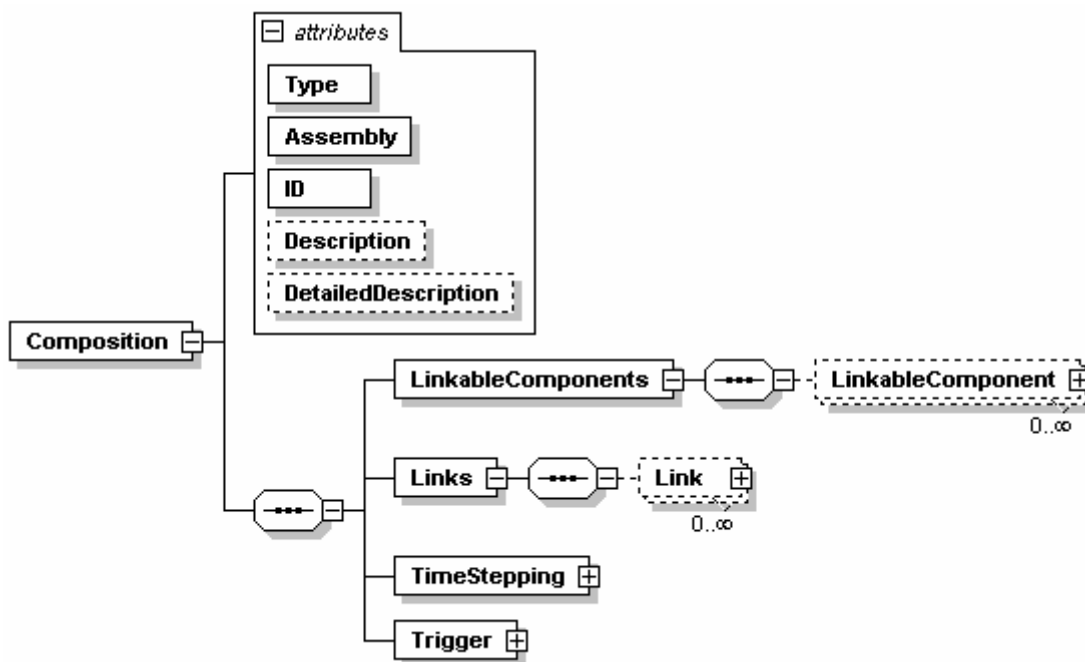 attributes
Type
Assembly
ID
Description
DetailedDescription
Composition
LinkableComponents
LinkableComponent
0..∞
Links
Link
0..∞
TimeStepping
Trigger